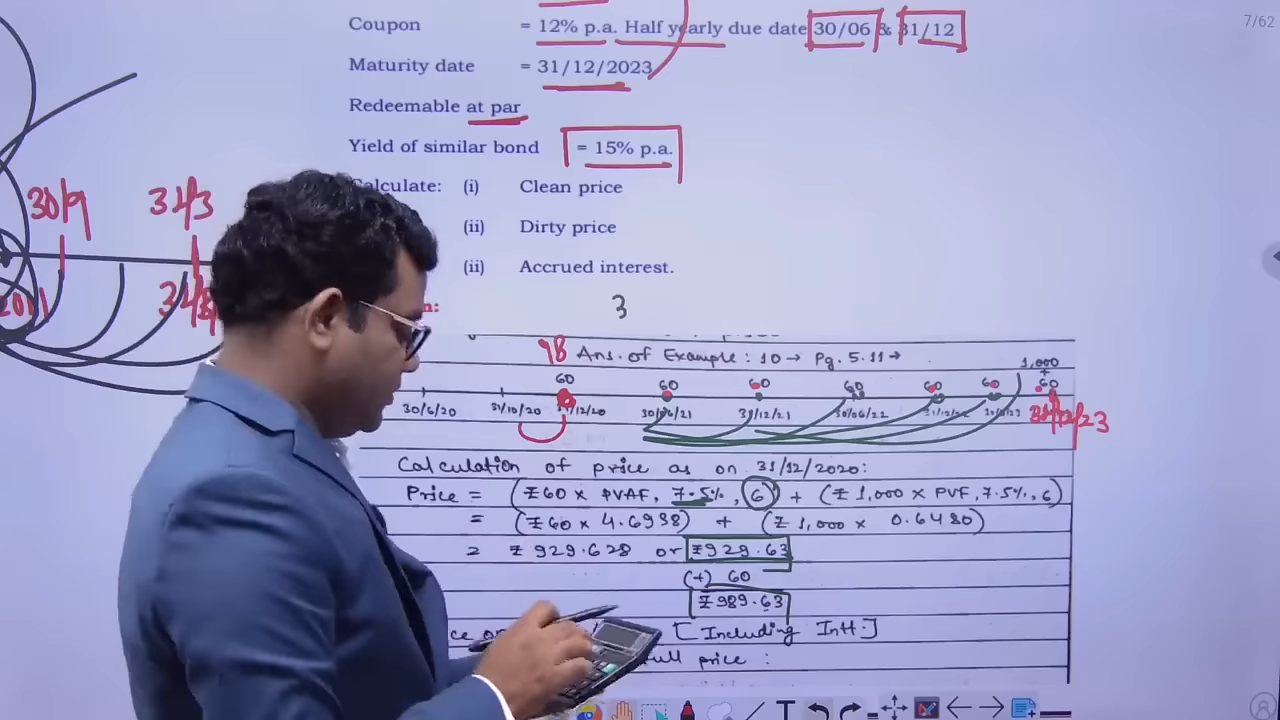 7/62
Coupon = 12% p.a. Half yearly due date 30/06 & 31/12
Maturity date = 31/12/2023
Redeemable at par
Yield of similar bond = 15% p.a.
Calculate: (i) Clean price
(ii) Dirty price
(ii) Accrued interest.
30/9 31/3
3
98 Ans. of Example : 10 → Pg. 5.11 →
1,000
+
60 60 60 60 60 60 60
30/6/20 31/10/20 31/12/20 30/06/21 31/12/21 30/06/22 31/12/23
Calculation of price as on 31/12/2020:
Price = (₹60 × PVAF, 7.5%, 6) + (₹1,000 × PVF, 7.5%, 6)
= (₹60 × 4.6938) + (₹1,000 × 0.6480)
= ₹929.628 or ₹929.63
(+) 60
₹989.63
[Including Intt]
full price :